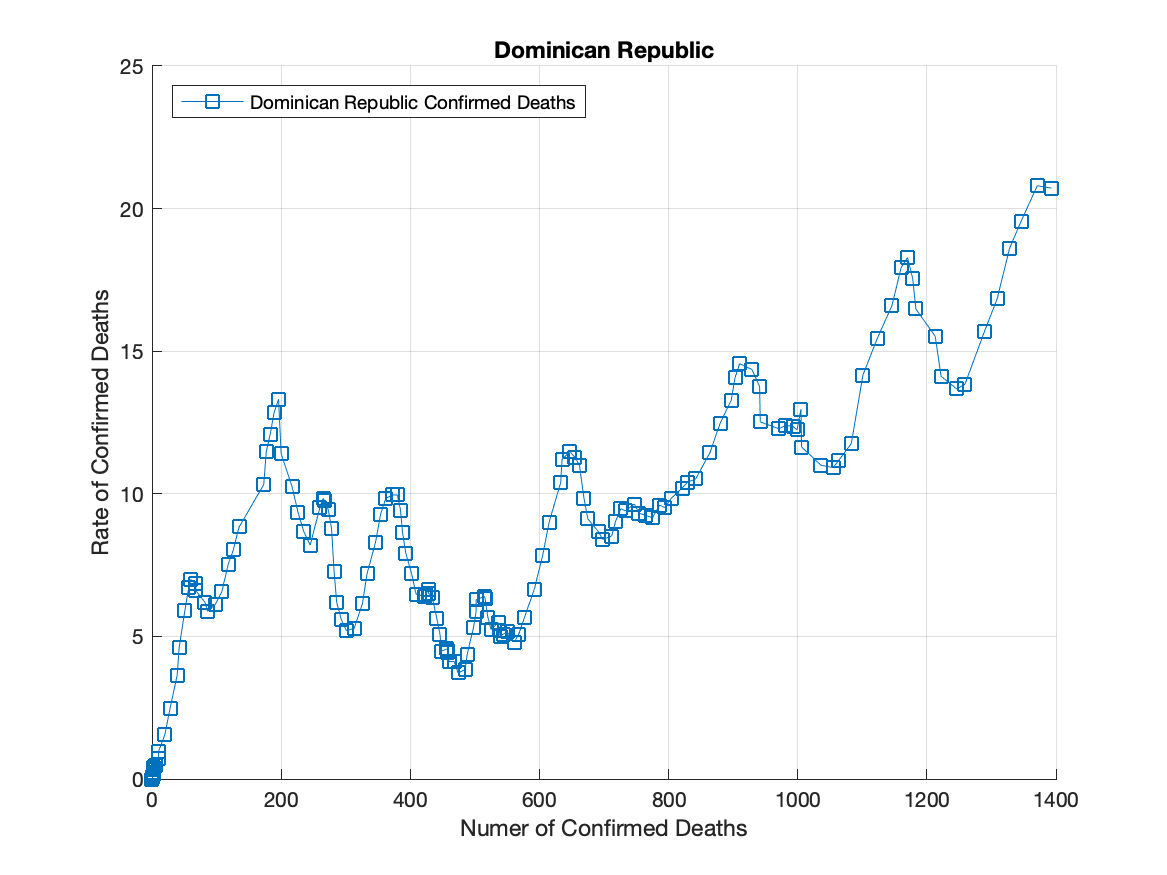 Dominican Republic
Dominican Republic Confirmed Deaths
25
20
15
10
5
0
Rate of Confirmed Deaths
0 200 400 600 800 1000 1200 1400
Numer of Confirmed Deaths